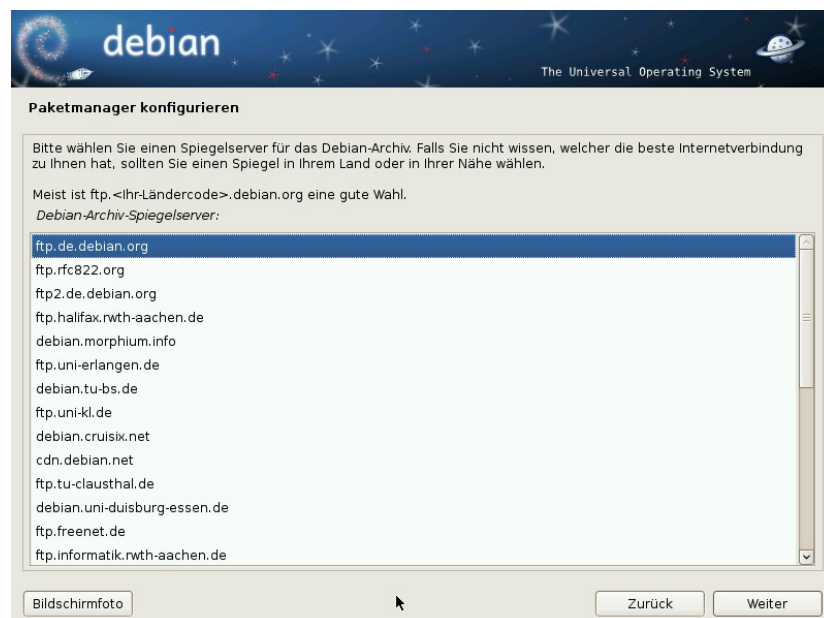 debian
The Universal Operating System
Paketmanager konfigurieren
Bitte wählen Sie einen Spiegelserver für das Debian-Archiv. Falls Sie nicht wissen, welcher die beste Internetverbindung
zu Ihnen hat, sollten Sie einen Spiegel in Ihrem Land oder in Ihrer Nähe wählen.
Meist ist ftp.<Ihr-Ländercode>.debian.org eine gute Wahl.
Debian-Archiv-Spiegelserver:
ftp.de.debian.org
ftp.rfc822.org
ftp2.de.debian.org
ftp.halifax.rwth-aachen.de
debian.morphium.info
ftp.uni-erlangen.de
debian.tu-bs.de
ftp.uni-kl.de
debian.cruisix.net
cdn.debian.net
ftp.tu-clausthal.de
debian.uni-duisburg-essen.de
ftp.freenet.de
ftp.informatik.rwth-aachen.de
Bildschirmfoto
Zurück
Weiter